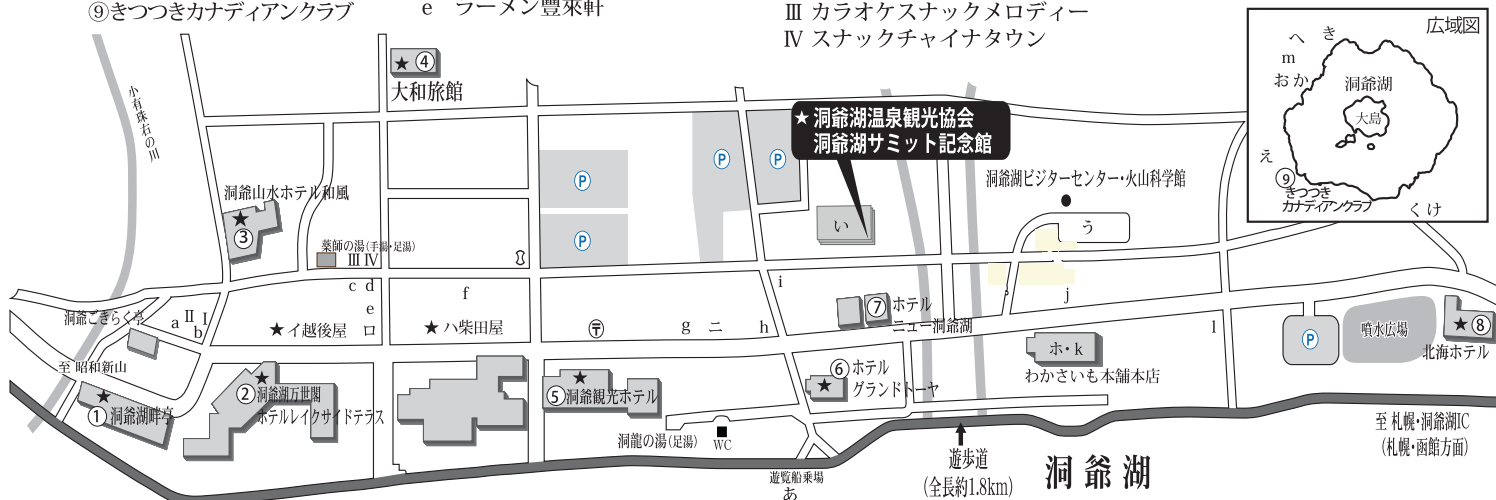 ⑨きつつきカナディアンクラブ
e ラーメン豊來軒
Ⅲ カラオケスナックメロディー
Ⅳ スナックチャイナタウン
広域図
へ き
m
おか
洞爺湖
大島
え
⑨
きつつき
カナディアンクラブ
くけ
★④
大和旅館
小有珠右の川
★洞爺湖温泉観光協会
洞爺湖サミット記念館
P
P
P
P
洞爺湖ビジターセンター・火山科学館
い
う
洞爺山水ホテル和風
★
③
薬師の湯(手湯・足湯)
Ⅲ Ⅳ
c d
e
ロ
f
i
j
⑦ホテル
ニュー洞爺湖
洞爺ごきらく亭
a Ⅱ Ⅰ
b
★イ越後屋
★ハ柴田屋
〒
g ニ h
l
P
噴水広場
★⑧
北海ホテル
ホ・k
わかさいも本舗本店
至 昭和新山
★
①洞爺湖畔亭
★
②洞爺湖万世閣
ホテルレイクサイドテラス
★
⑤洞爺観光ホテル
⑥ホテル
★グランドトーヤ
洞龍の湯(足湯)
WC
遊覧船乗場
あ
遊歩道
(全長約1.8km)
洞爺湖
至 札幌・洞爺湖IC
(札幌・函館方面)